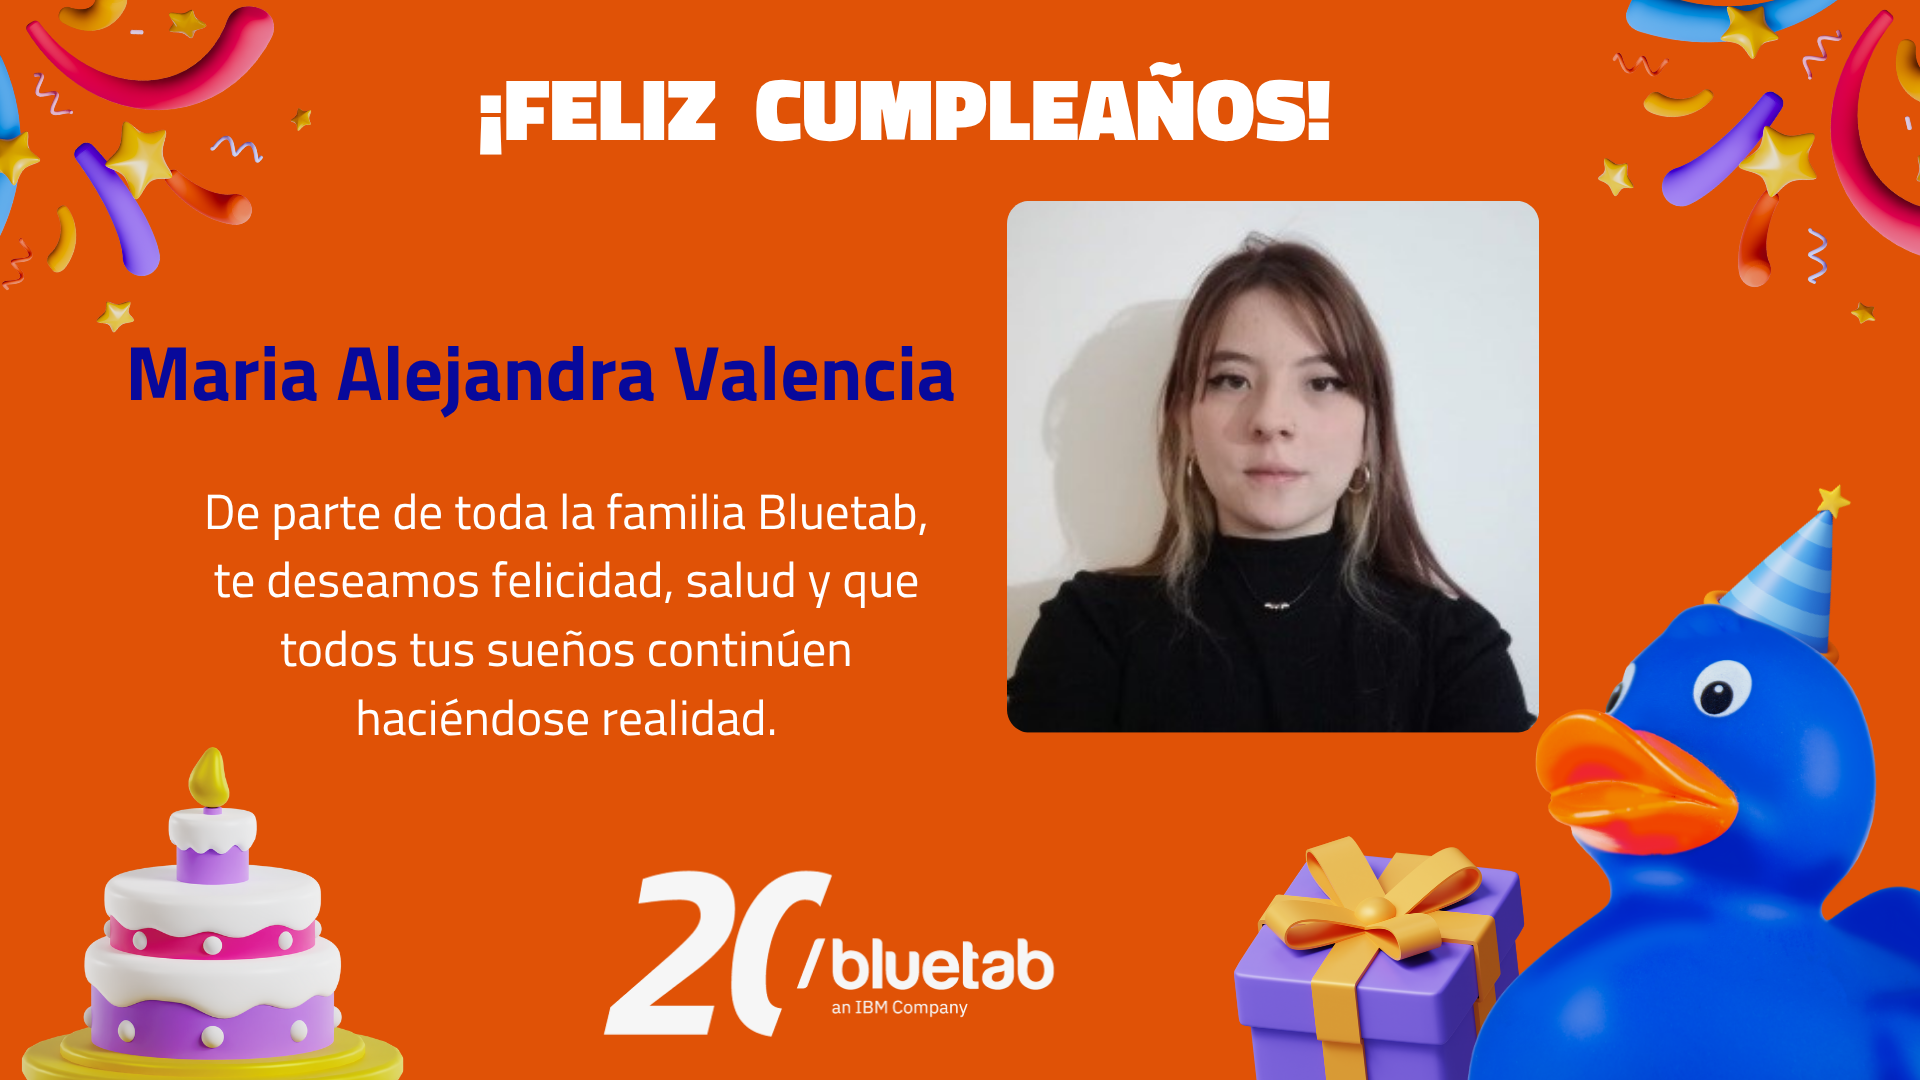 ¡FELIZ CUMPLEAÑOS!
Maria Alejandra Valencia
De parte de toda la familia Bluetab,
te deseamos felicidad, salud y que
todos tus sueños continúen
haciéndose realidad.
20/bluetab
an IBM Company